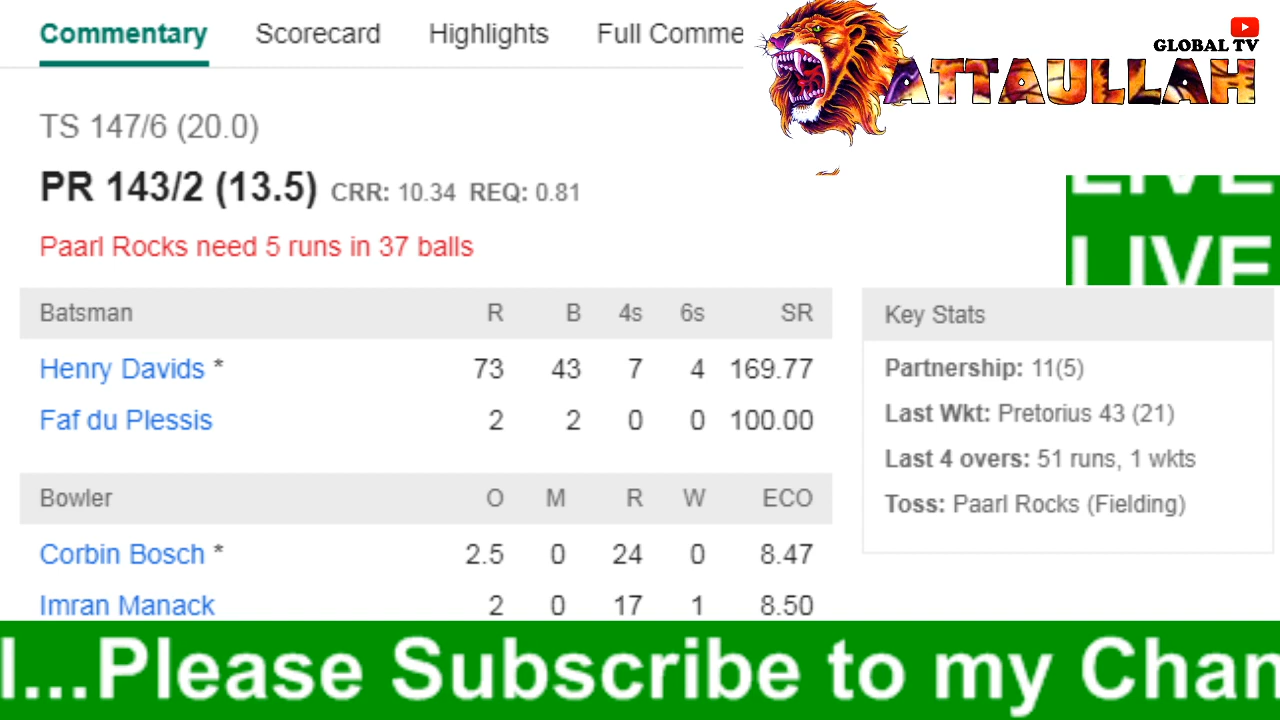 Commentary Scorecard Highlights Full Comme
GLOBAL TV
ATTAULLAH
TS 147/6 (20.0)
PR 143/2 (13.5) CRR: 10.34 REQ: 0.81
Paarl Rocks need 5 runs in 37 balls
LIVE
LIVE
Batsman R B 4s 6s SR
Henry Davids * 73 43 7 4 169.77
Faf du Plessis 2 2 0 0 100.00
Bowler O M R W ECO
Corbin Bosch * 2.5 0 24 0 8.47
Imran Manack 2 0 17 1 8.50
Key Stats
Partnership: 11(5)
Last Wkt: Pretorius 43 (21)
Last 4 overs: 51 runs, 1 wkts
Toss: Paarl Rocks (Fielding)
l...Please Subscribe to my Chan